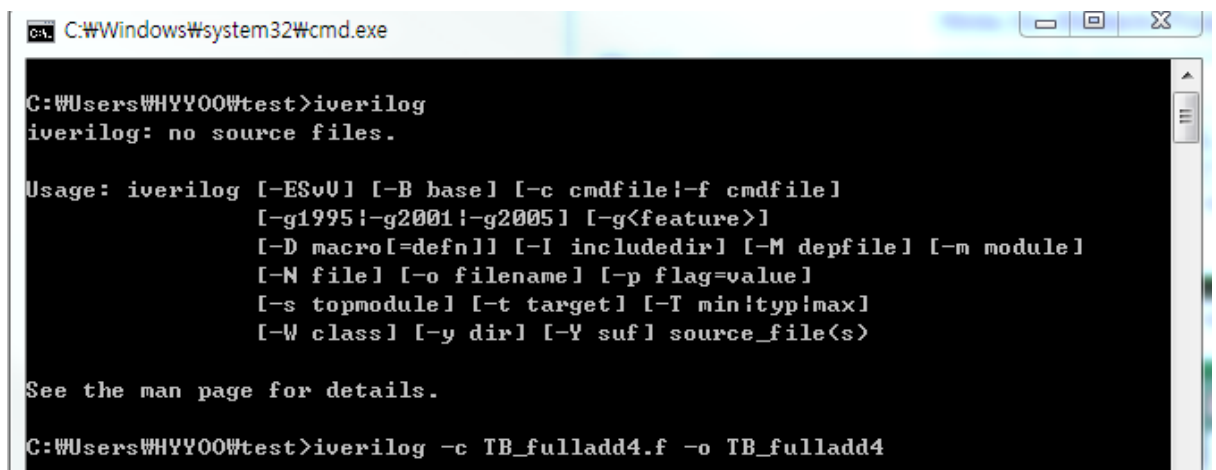 C:\Windows\system32\cmd.exe
C:₩Users₩HYYOO₩test>iverilog
iverilog: no source files.
Usage: iverilog [-ESvV] [-B base] [-c cmdfile|-f cmdfile]
[-g1995|-g2001|-g2005] [-g<feature>]
[-D macro[=defn]] [-I includedir] [-M depfile] [-m module]
[-N file] [-o filename] [-p flag=value]
[-s topmodule] [-t target] [-T min|typ|max]
[-W class] [-y dir] [-Y suf] source_file(s)
See the man page for details.
C:₩Users₩HYYOO₩test>iverilog -c TB_fulladd4.f -o TB_fulladd4